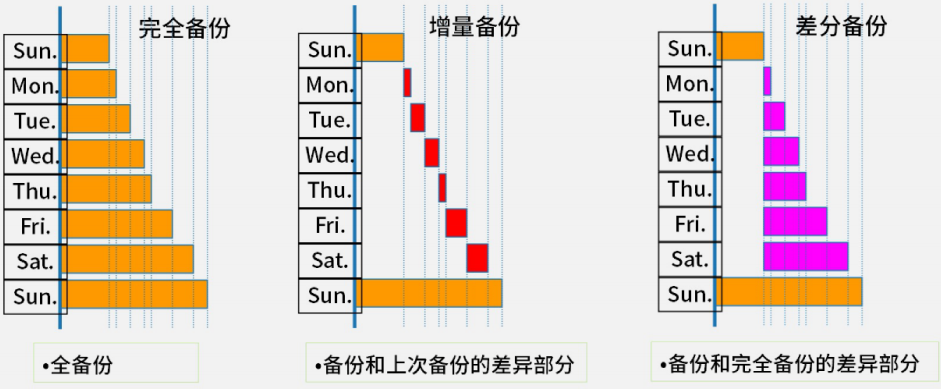 完全备份
Sun.
Mon.
Tue.
Wed.
Thu.
Fri.
Sat.
Sun.
•全备份
增量备份
Sun.
Mon.
Tue.
Wed.
Thu.
Fri.
Sat.
Sun.
•备份和上次备份的差异部分
差分备份
Sun.
Mon.
Tue.
Wed.
Thu.
Fri.
Sat.
Sun.
•备份和完全备份的差异部分